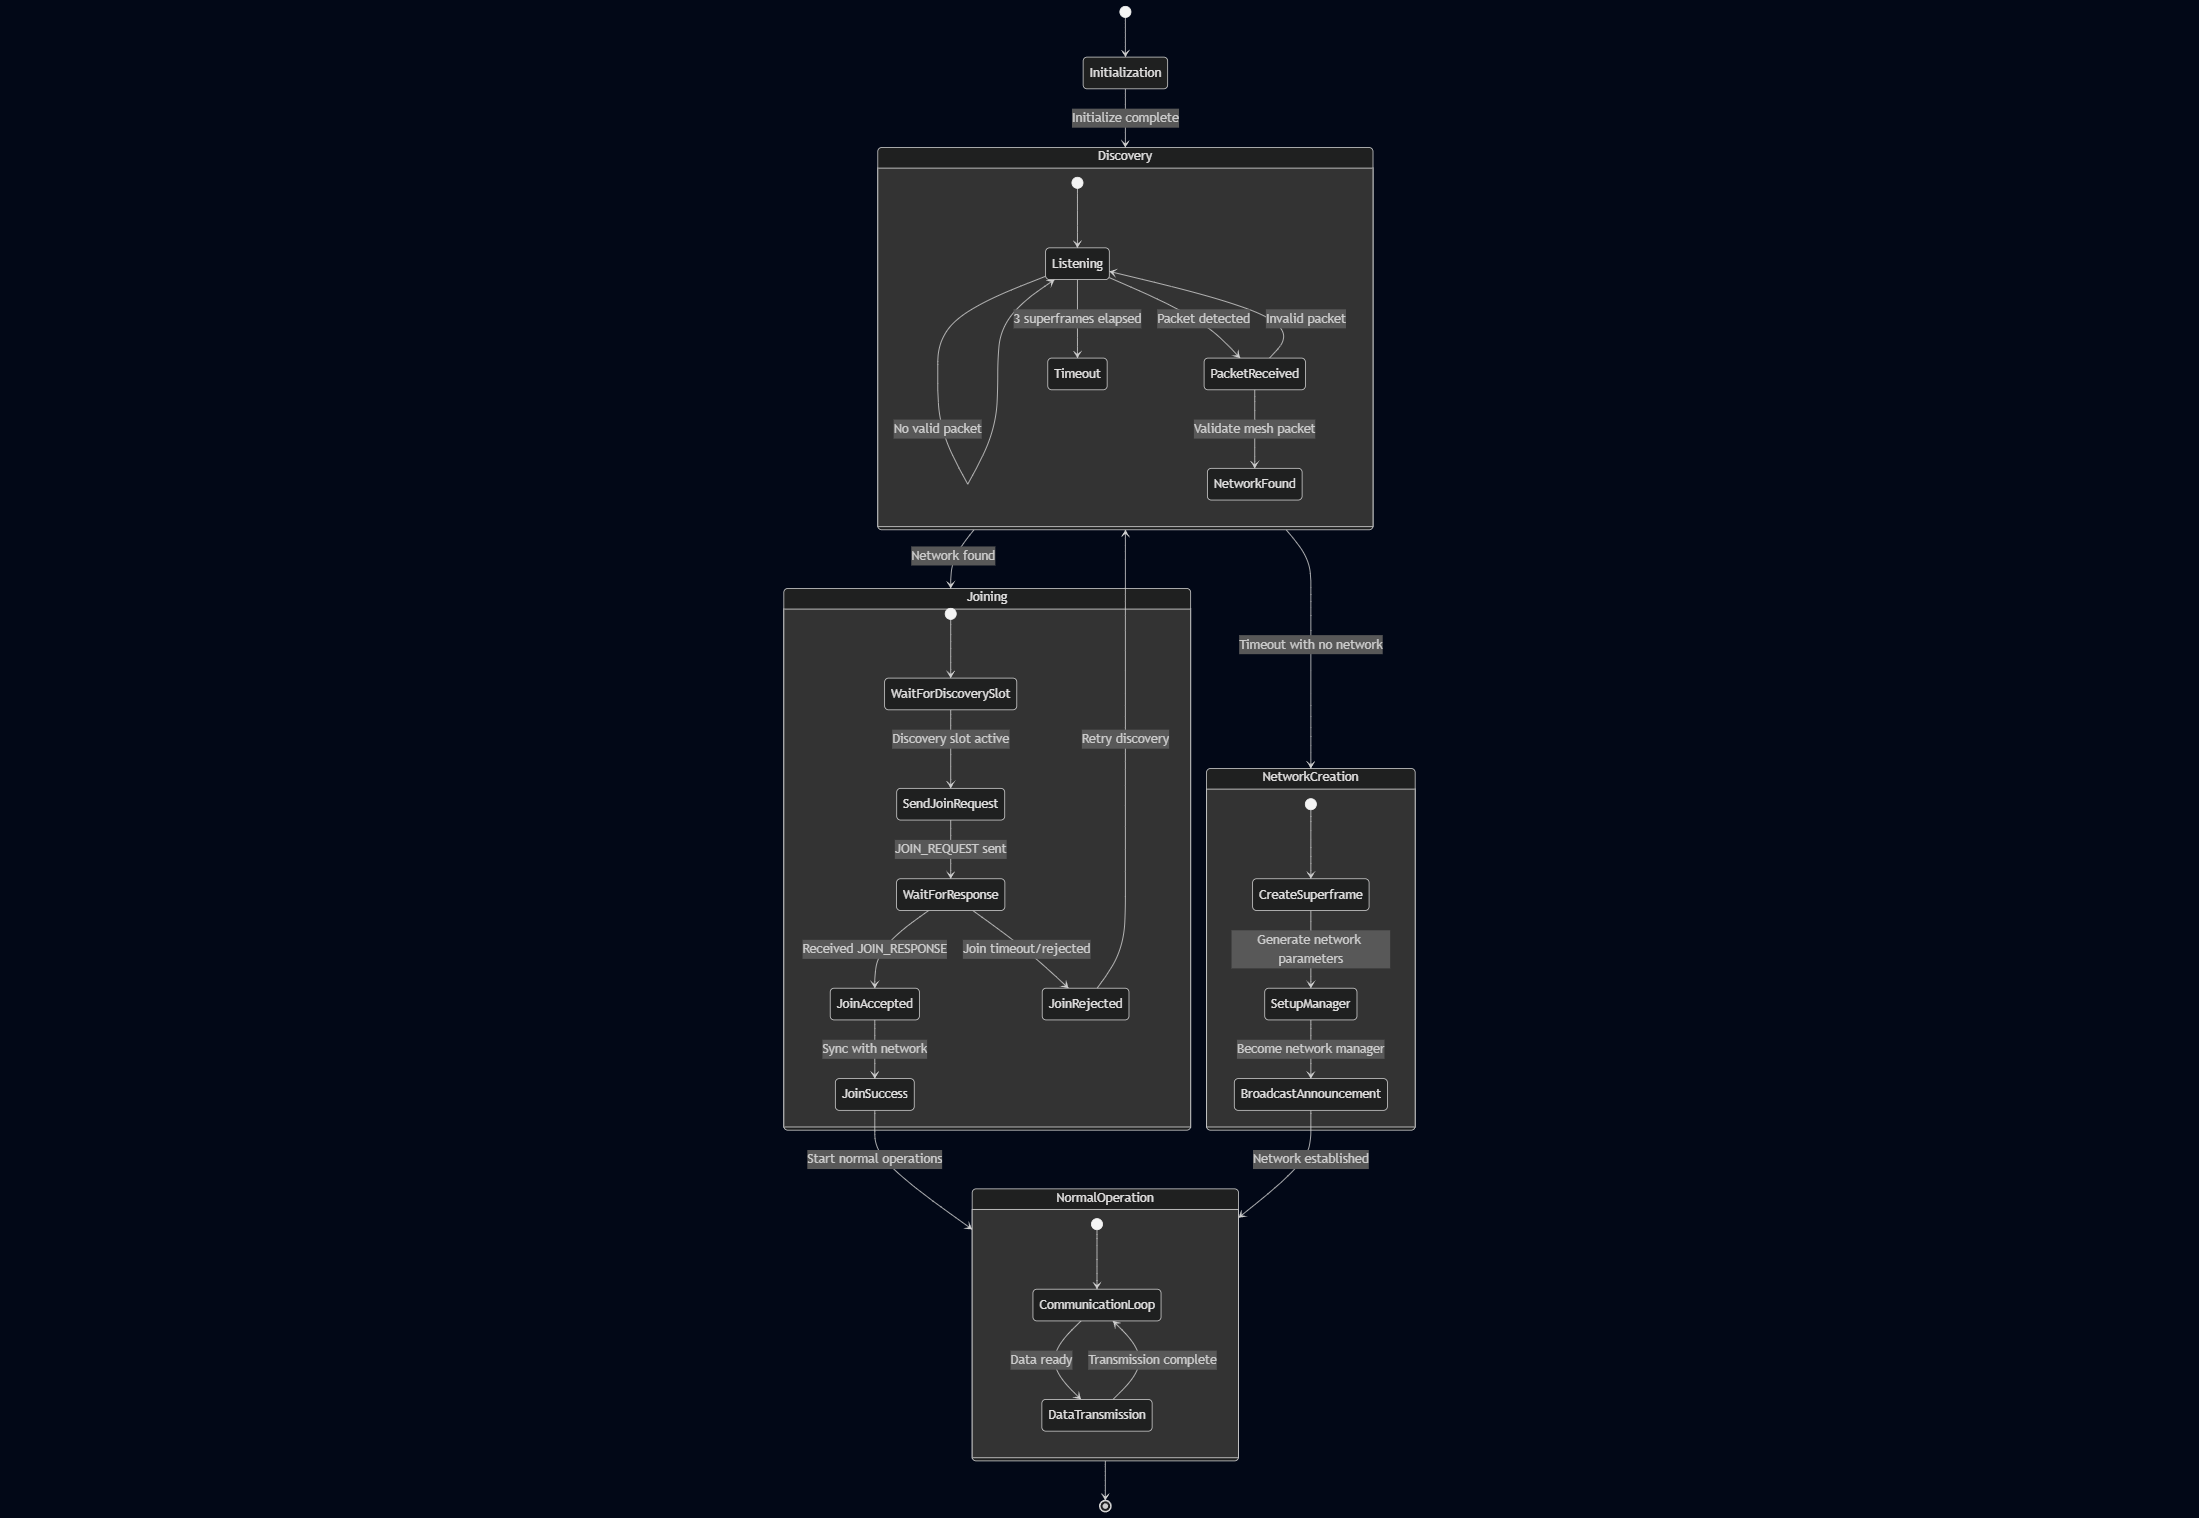 Initialization
Initialize complete
Discovery
Listening
3 superframes elapsed
Packet detected
Invalid packet
Timeout
PacketReceived
No valid packet
Validate mesh packet
NetworkFound
Network found
Joining
Timeout with no network
WaitForDiscoverySlot
Discovery slot active
Retry discovery
NetworkCreation
SendJoinRequest
JOIN_REQUEST sent
WaitForResponse
CreateSuperframe
Received JOIN_RESPONSE
Join timeout/rejected
Generate network
parameters
JoinAccepted
JoinRejected
SetupManager
Sync with network
Become network manager
JoinSuccess
BroadcastAnnouncement
Start normal operations
Network established
NormalOperation
CommunicationLoop
Data ready
Transmission complete
DataTransmission